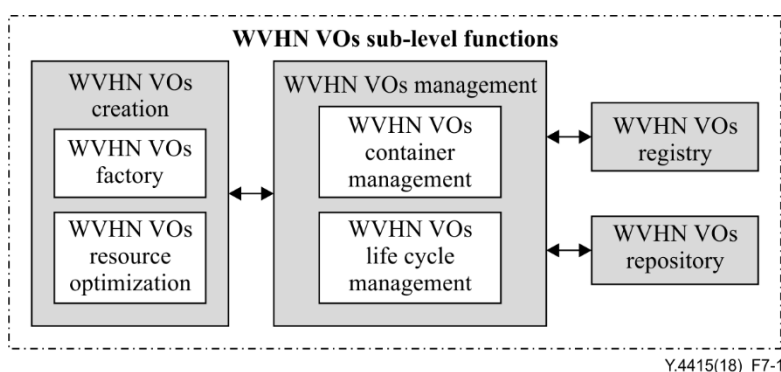 WVHN VOs sub-level functions
WVHN VOs
creation
WVHN VOs
factory
WVHN VOs
resource
optimization
WVHN VOs management
WVHN VOs
container
management
WVHN VOs
life cycle
management
WVHN VOs
registry
WVHN VOs
repository
Y.4415(18)_F7-1